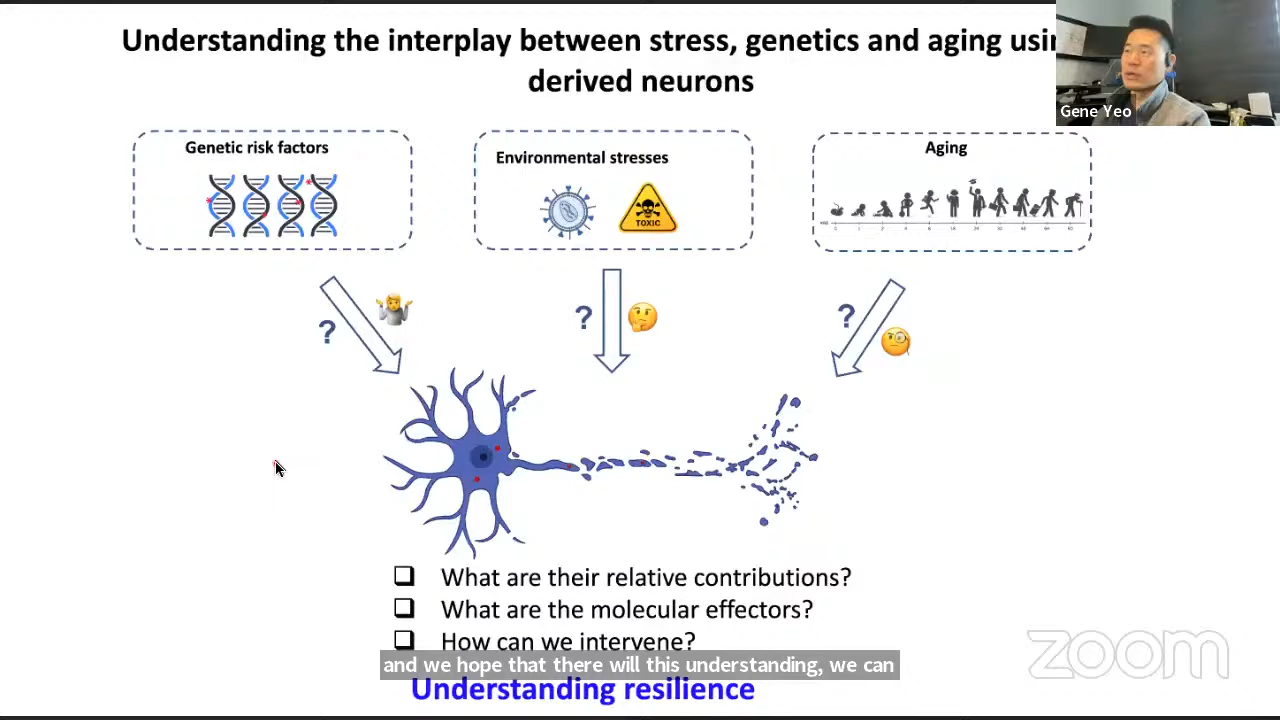 Understanding the interplay between stress, genetics and aging usin
derived neurons
Gene Yeo
Genetic risk factors
Environmental stresses
Aging
TOXIC
?
?
?
❑ What are their relative contributions?
❑ What are the molecular effectors?
❑ How can we intervene?
and we hope that there will this understanding, we can
Understanding resilience
zoom